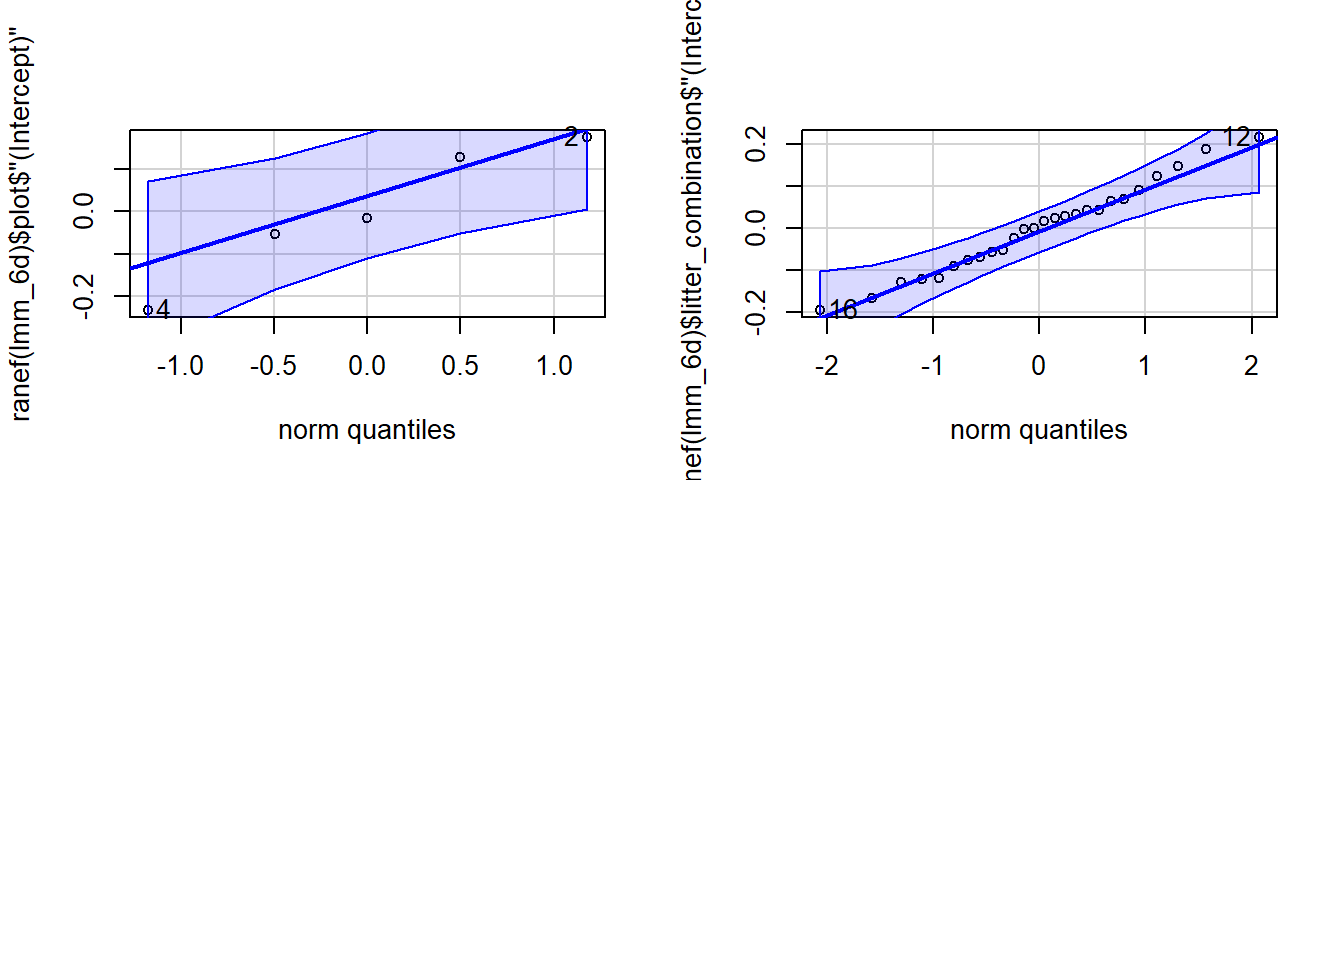 ranef(lmm_6d)$plot$"(Intercept)"
0.0
-0.2
2
4
-1.0 -0.5 0.0 0.5 1.0
norm quantiles
nef(lmm_6d)$litter_combination$"(Interc
0.2
0.0
-0.2
12
16
-2 -1 0 1 2
norm quantiles